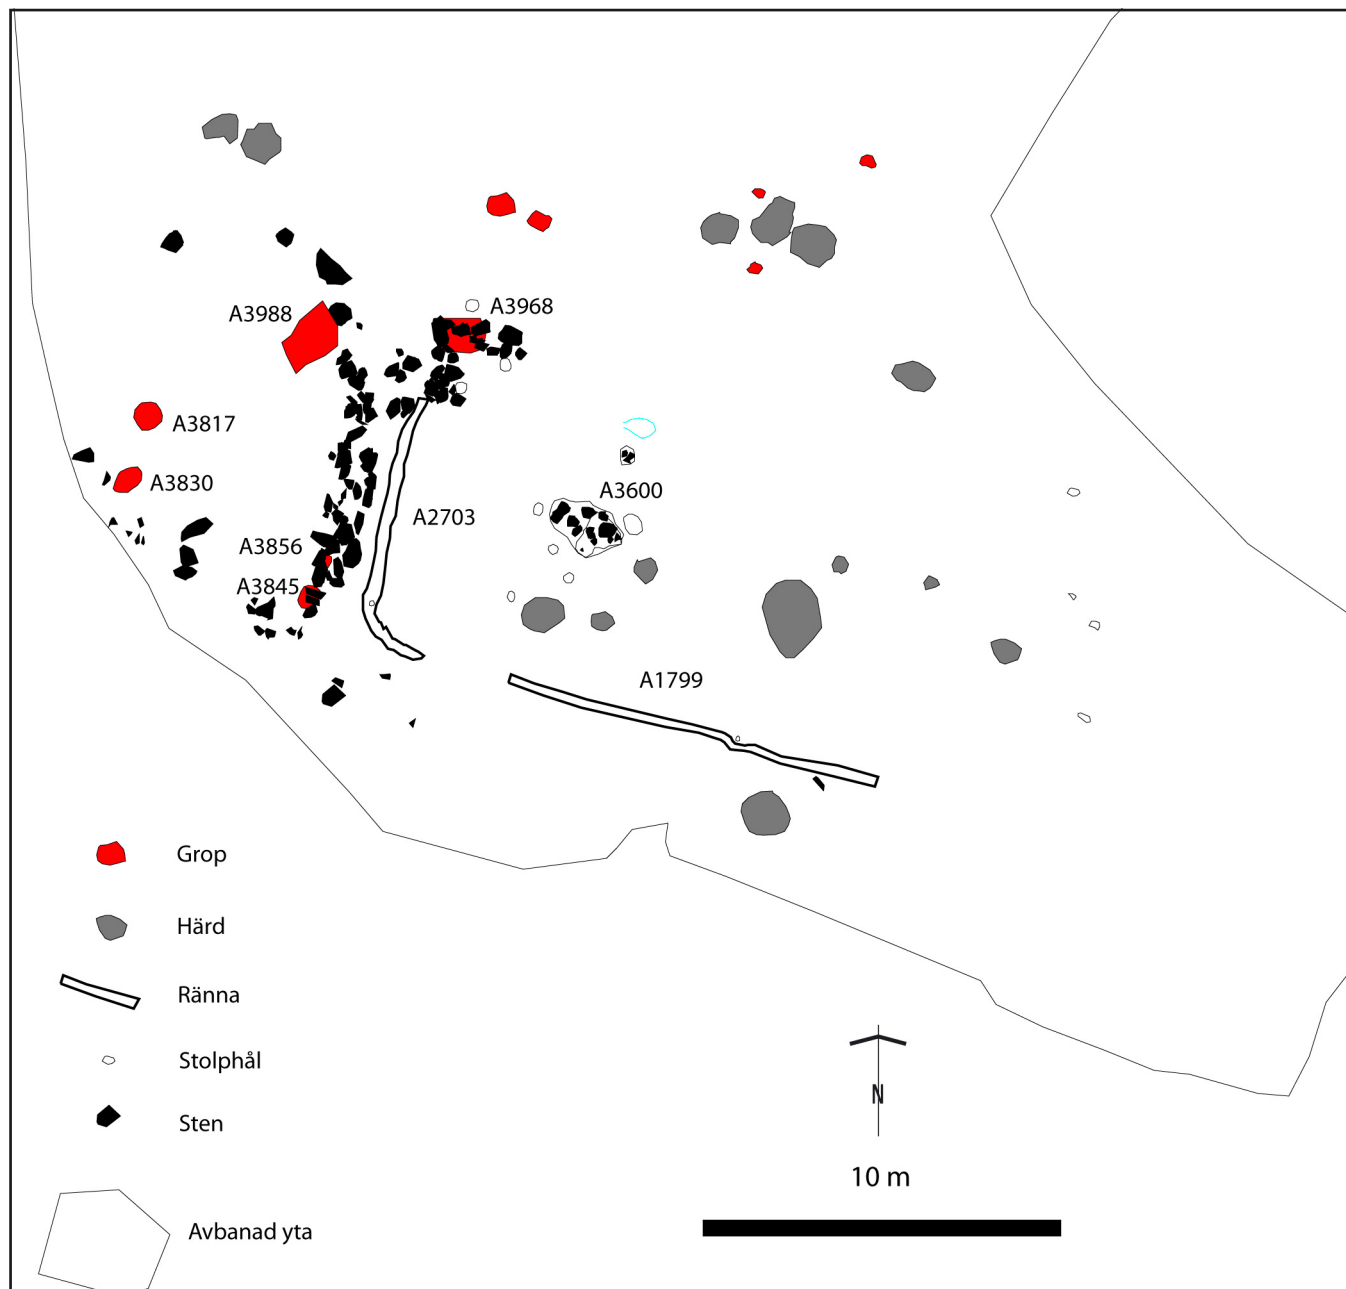 A3968
A3988
A3817
A3830
A3600
A2703
A3856
A3845
A1799
Grop
Härd
Ränna
Stolphål
Sten
N
10 m
Avbanad yta